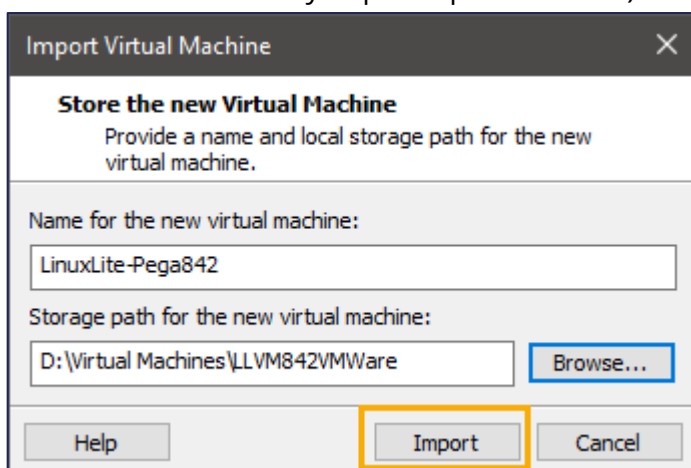 Import Virtual Machine
Store the new Virtual Machine
Provide a name and local storage path for the new
virtual machine.
Name for the new virtual machine:
LinuxLite-Pega842
Storage path for the new virtual machine:
D:\Virtual Machines\LLVM842VMWare
Browse...
Help
Import
Cancel